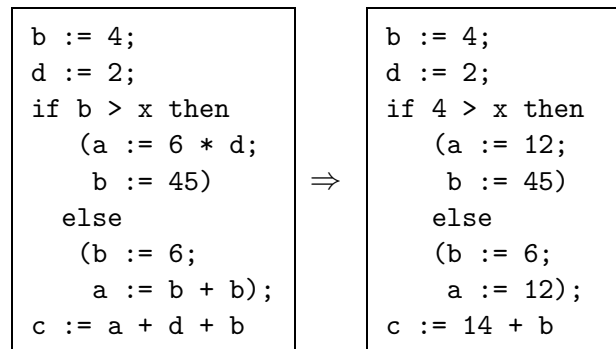 b := 4;
d := 2;
if b > x then
(a := 6 * d;
b := 45)
else
(b := 6;
a := b + b);
c := a + d + b
⇒
b := 4;
d := 2;
if 4 > x then
(a := 12;
b := 45)
else
(b := 6;
a := 12);
c := 14 + b